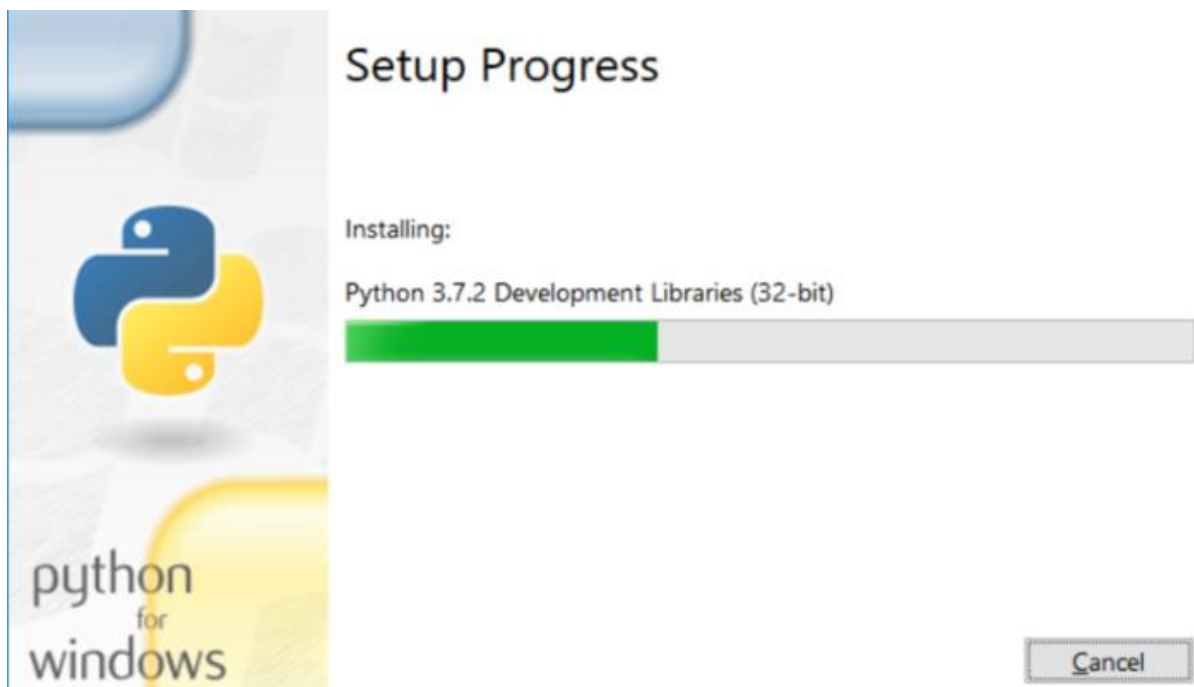 Setup Progress
Installing:
Python 3.7.2 Development Libraries (32-bit)
python
for
windows
Cancel